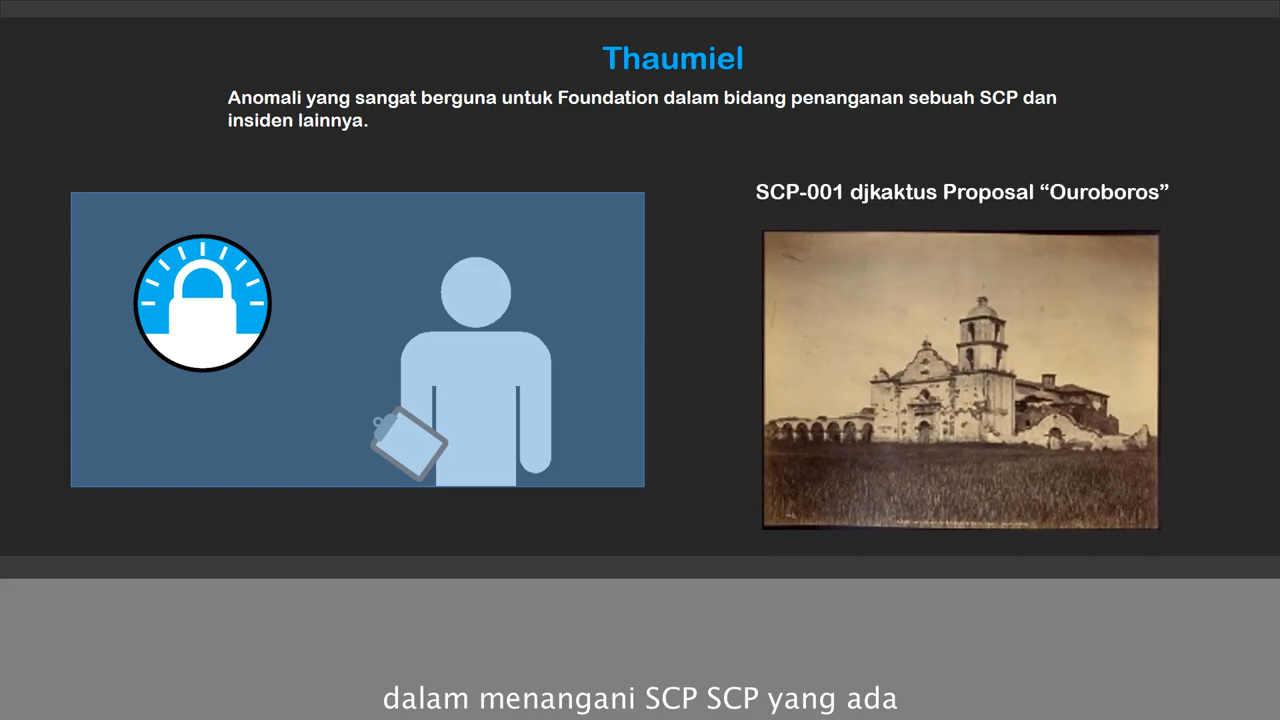 Thaumiel
Anomali yang sangat berguna untuk Foundation dalam bidang penanganan sebuah SCP dan
insiden lainnya.
SCP-001 djkaktus Proposal “Ouroboros”
dalam menangani SCP SCP yang ada